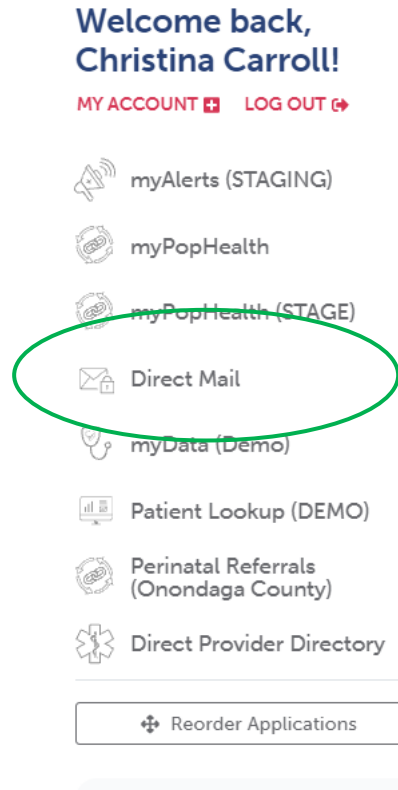 Welcome back,
Christina Carroll!
MY ACCOUNT LOG OUT
myAlerts (STAGING)
myPopHealth
myPopHealth (STAGE)
Direct Mail
myData (Demo)
Patient Lookup (DEMO)
Perinatal Referrals
(Onondaga County)
Direct Provider Directory
Reorder Applications